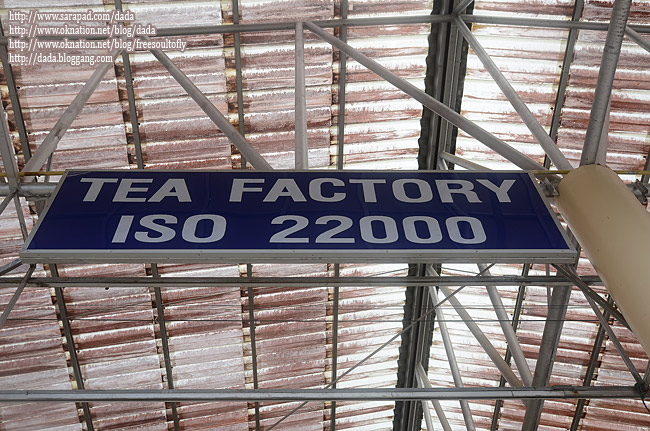 http://www.sarapad.com/dada
http://www.oknation.net/blog/dada
http://www.oknation.net/blog/freesoultofly
http://dada.bloggang.com
TEA FACTORY
ISO 22000